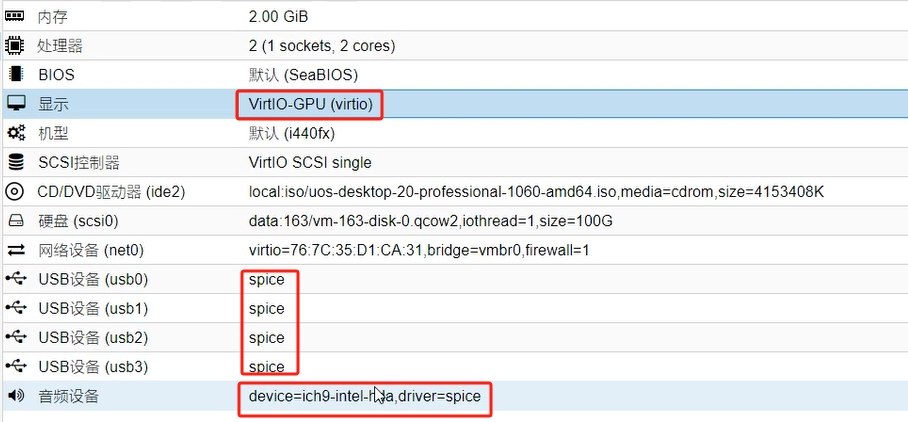 内存 2.00 GiB
处理器 2 (1 sockets, 2 cores)
BIOS 默认 (SeaBIOS)
显示 VirtIO-GPU (virtio)
机型 默认 (i440fx)
SCSI控制器 VirtIO SCSI single
CD/DVD驱动器 (ide2) local:iso/uos-desktop-20-professional-1060-amd64.iso,media=cdrom,size=4153408K
硬盘 (scsi0) data:163/vm-163-disk-0.qcow2,iothread=1,size=100G
网络设备 (net0) virtio=76:7C:35:D1:CA:31,bridge=vmbr0,firewall=1
USB设备 (usb0) spice
USB设备 (usb1) spice
USB设备 (usb2) spice
USB设备 (usb3) spice
音频设备 device=ich9-intel-hda,driver=spice